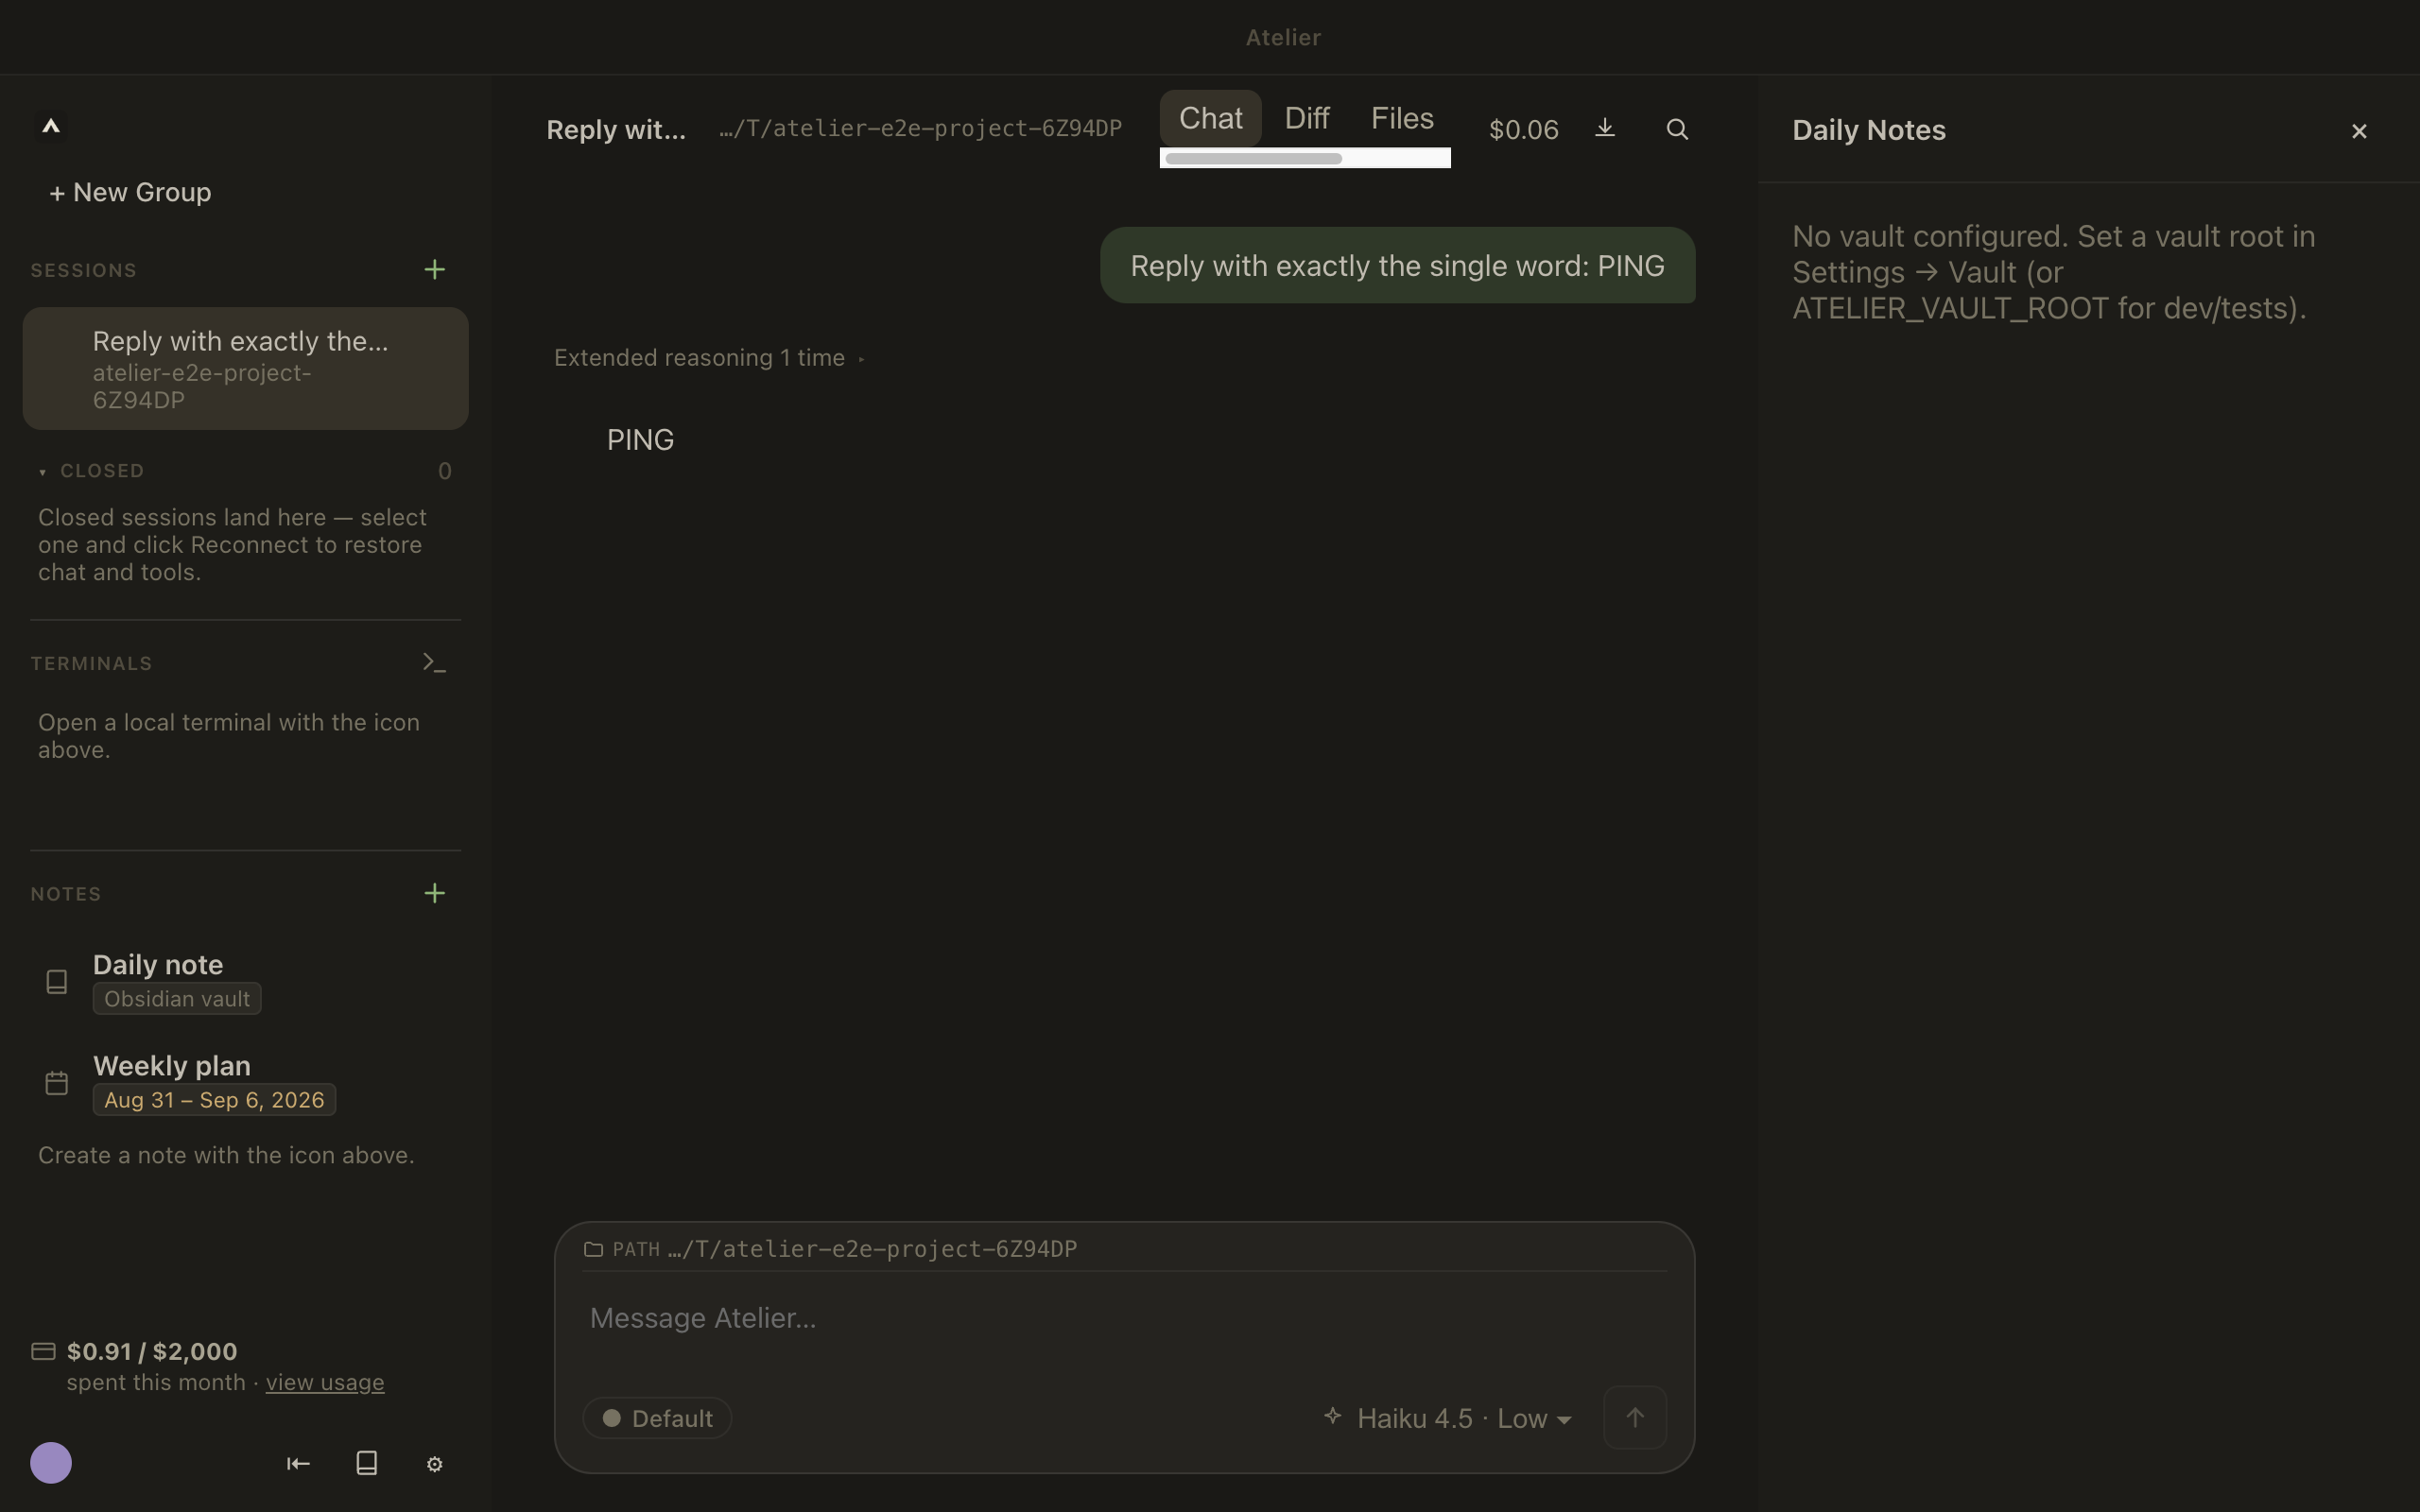 Atelier
+ New Group
SESSIONS
+
Reply with exactly the...
atelier-e2e-project-
6Z94DP
CLOSED 0
Closed sessions land here — select
one and click Reconnect to restore
chat and tools.
TERMINALS
Open a local terminal with the icon
above.
NOTES
+
Daily note
Obsidian vault
Weekly plan
Aug 31 – Sep 6, 2026
Create a note with the icon above.
$0.91 / $2,000
spent this month · view usage
Reply wit... …/T/atelier-e2e-project-6Z94DP Chat Diff Files $0.06
Reply with exactly the single word: PING
Extended reasoning 1 time
PING
PATH …/T/atelier-e2e-project-6Z94DP
Message Atelier...
Default
Haiku 4.5 · Low
Daily Notes
No vault configured. Set a vault root in
Settings → Vault (or
ATELIER_VAULT_ROOT for dev/tests).